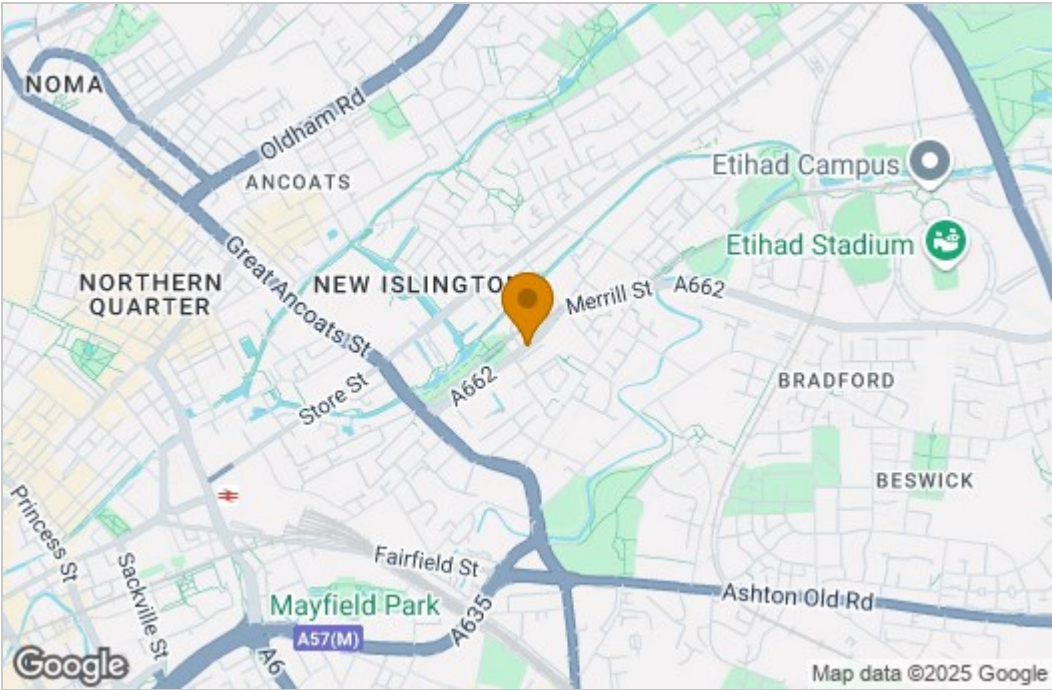 NOMA
Oldham Rd
ANCOATS
Etihad Campus
Etihad Stadium
Great Ancoats St
NORTHERN
QUARTER
NEW ISLINGTO
Merrill St
A662
A662
Store St
BRADFORD
BESWICK
Princess St
Sackville St
Fairfield St
Mayfield Park
A57(M)
A635
A6
Ashton Old Rd
Google
Map data ©2025 Google